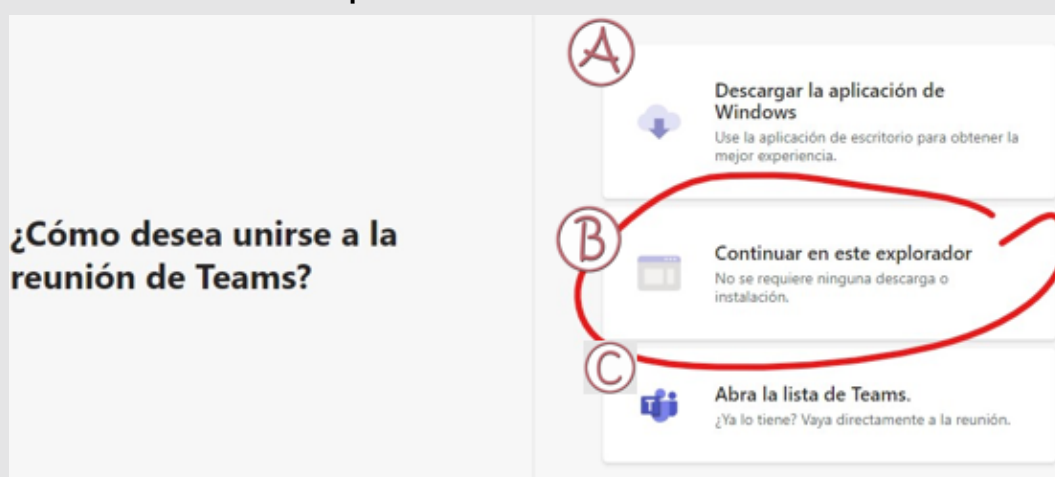 A
Descargar la aplicación de
Windows
Use la aplicación de escritorio para obtener la
mejor experiencia.
¿Cómo desea unirse a la
reunión de Teams?
B
Continuar en este explorador
No se requiere ninguna descarga o
instalación.
C
Abra la lista de Teams.
¿Ya lo tiene? Vaya directamente a la reunión.